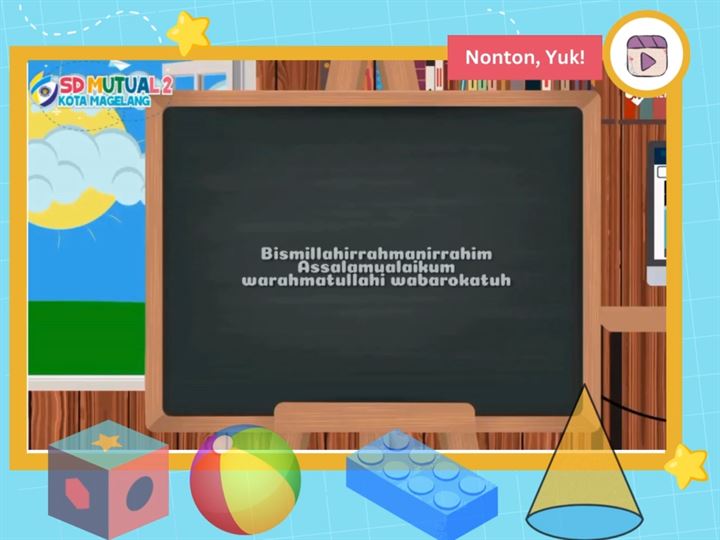 Nonton, Yuk!
SD MUTUAL 2
KOTA MAGELANG
Bismillahirrahmanirrahim
Assalamualaikum
warahmatullahi wabarokatuh